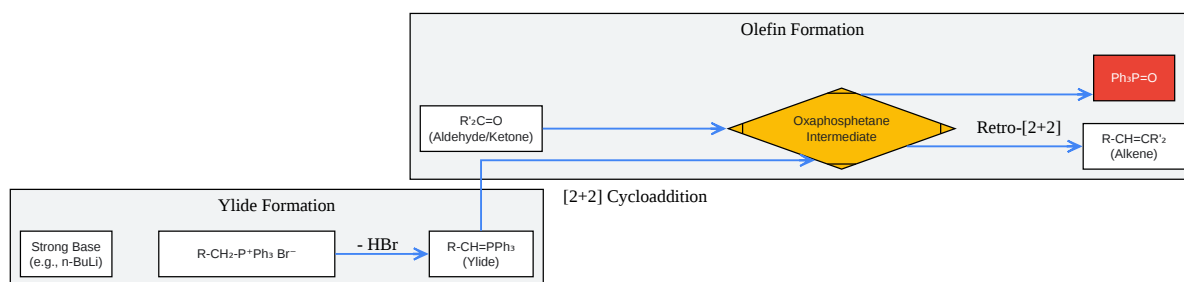 Olefin Formation
Ph₃P=O
R'₂C=O
(Aldehyde/Ketone)
Oxaphosphetane
Intermediate
Retro-[2+2]
R-CH=CR'₂
(Alkene)
[2+2] Cycloaddition
Ylide Formation
Strong Base
(e.g., n-BuLi)
R-CH₂-P⁺Ph₃ Br⁻
- HBr
R-CH=PPh₃
(Ylide)